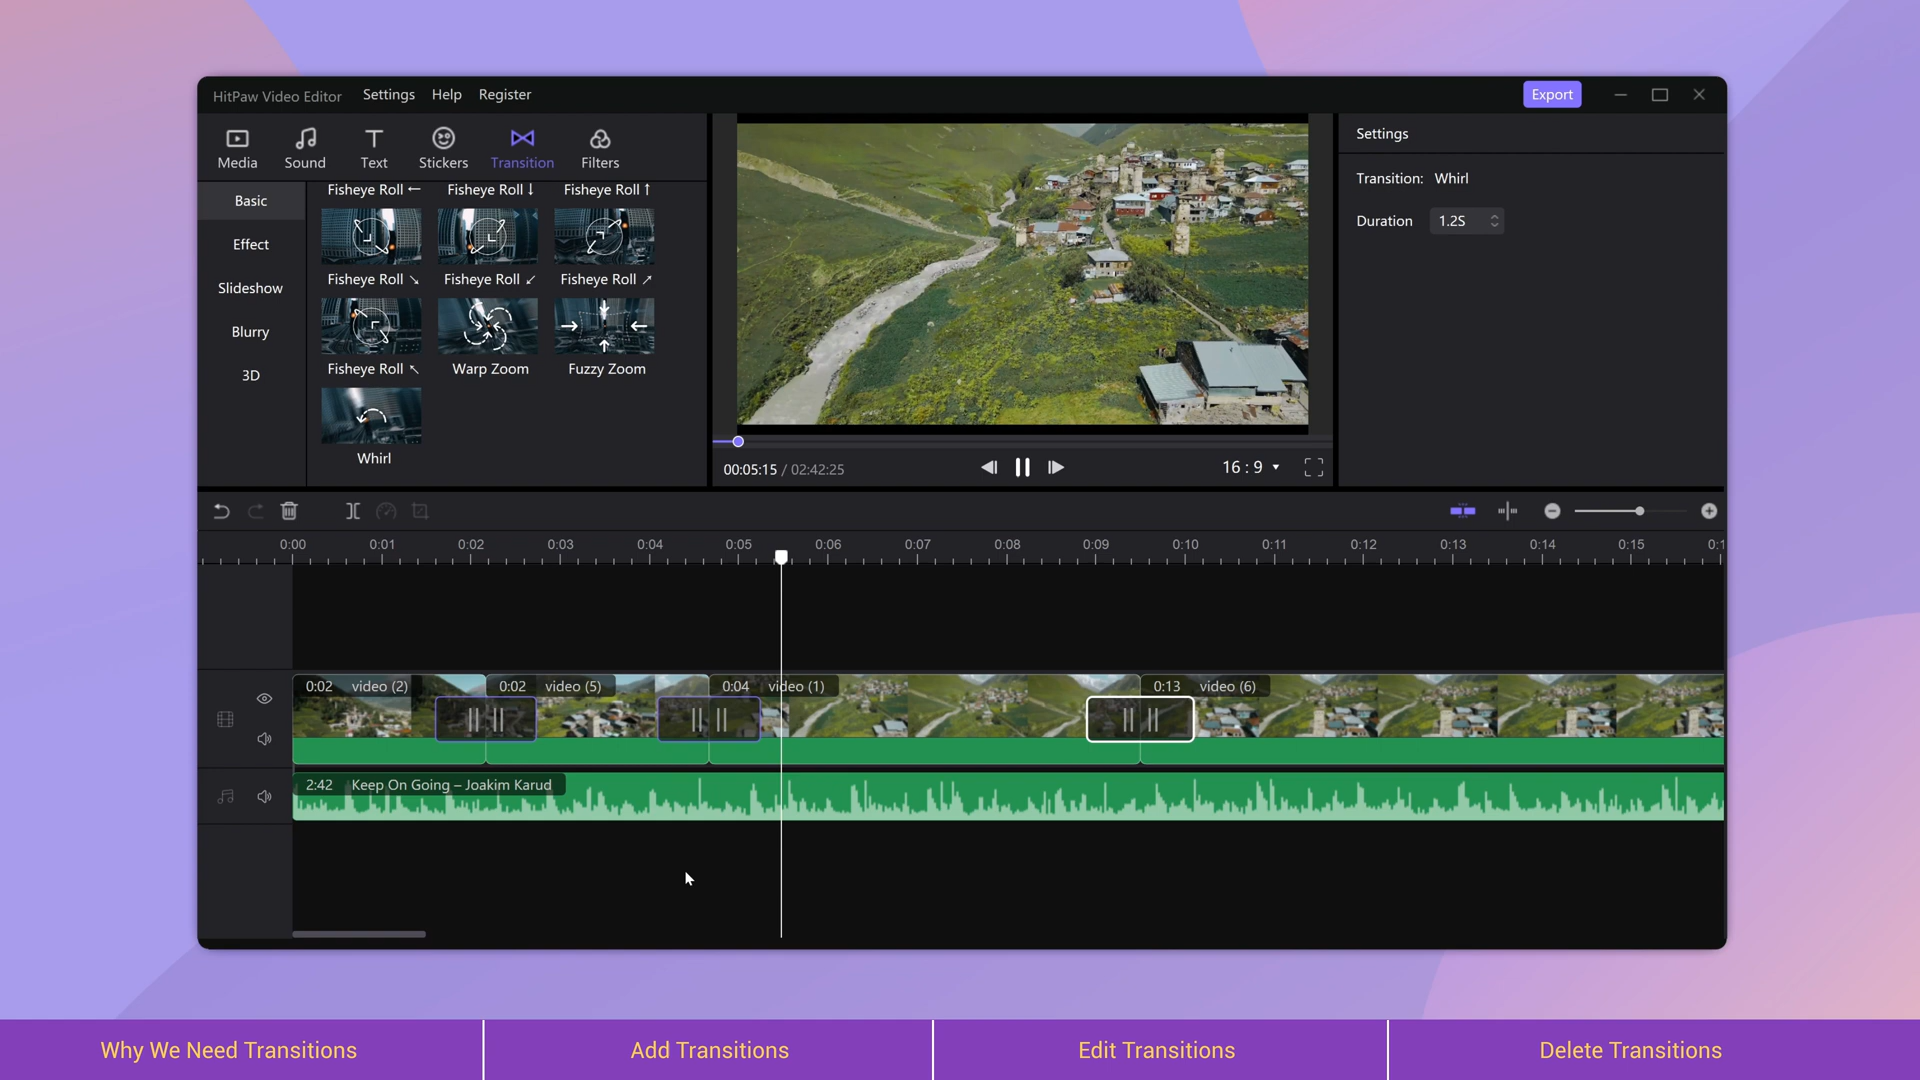 HitPaw Video Editor Settings Help Register Export
Media Sound Text Stickers Transition Filters
Basic
Effect
Slideshow
Blurry
3D
Fisheye Roll ← Fisheye Roll ↓ Fisheye Roll ↑
Fisheye Roll ↘ Fisheye Roll ↙ Fisheye Roll ↗
Fisheye Roll ↖ Warp Zoom Fuzzy Zoom
Whirl
00:05:15 / 02:42:25 16 : 9
Settings
Transition: Whirl
Duration 1.2S
0:00 0:01 0:02 0:03 0:04 0:05 0:06 0:07 0:08 0:09 0:10 0:11 0:12 0:13 0:14 0:15 0:1
0:02 video (2) 0:02 video (5) 0:04 video (1) 0:13 video (6)
2:42 Keep On Going – Joakim Karud
Why We Need Transitions Add Transitions Edit Transitions Delete Transitions